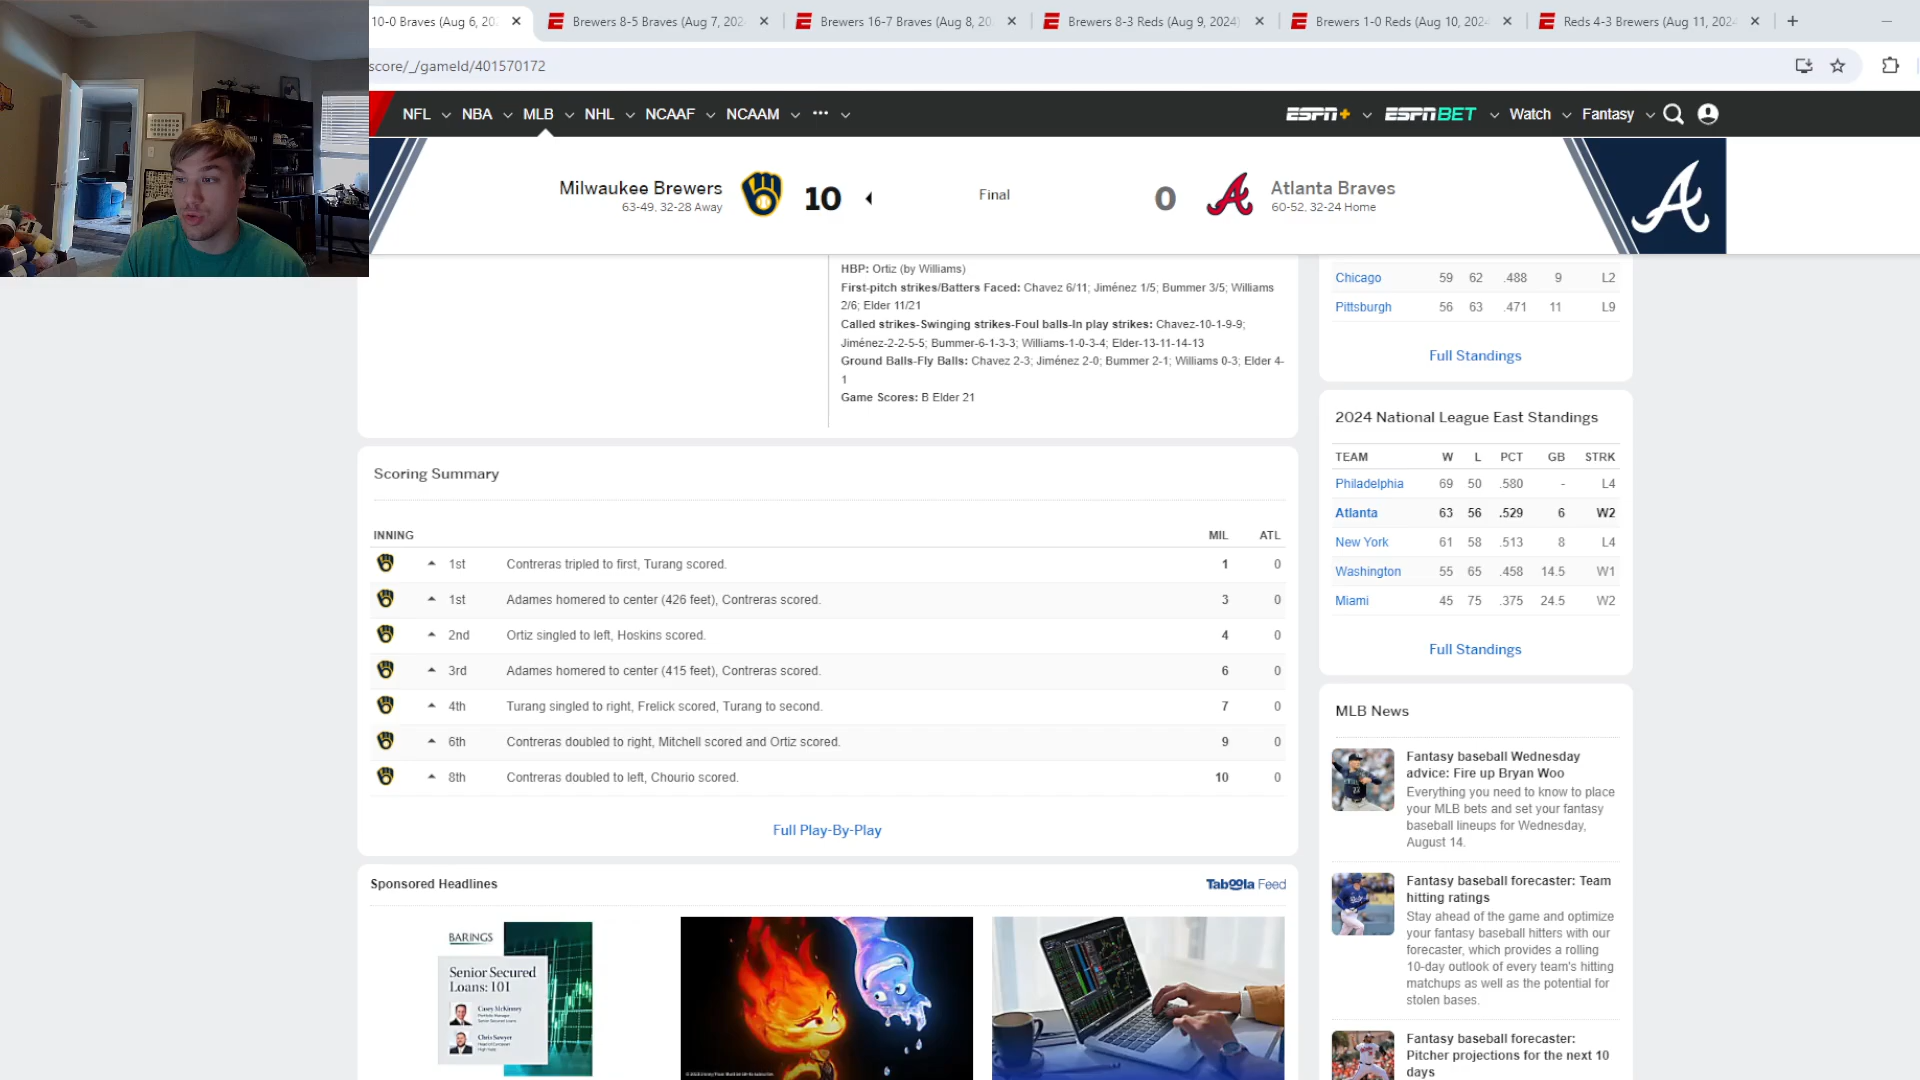 10-0 Braves (Aug 6, 202
Brewers 8-5 Braves (Aug 7, 2024
Brewers 16-7 Braves (Aug 8, 20
Brewers 8-3 Reds (Aug 9, 2024)
Brewers 1-0 Reds (Aug 10, 2024
Reds 4-3 Brewers (Aug 11, 2024
score/_/gameId/401570172
NFL NBA MLB NHL NCAAF NCAAM ••• ESPN+ ESPN BET Watch Fantasy
Milwaukee Brewers
63-49, 32-28 Away
10
Final
0
Atlanta Braves
60-52, 32-24 Home
HBP: Ortiz (by Williams)
First-pitch strikes/Batters Faced: Chavez 6/11; Jiménez 1/5; Bummer 3/5; Williams
2/6; Elder 11/21
Called strikes-Swinging strikes-Foul balls-In play strikes: Chavez-10-1-9-9;
Jiménez-2-2-5-5; Bummer-6-1-3-3; Williams-1-0-3-4; Elder-13-11-14-13
Ground Balls-Fly Balls: Chavez 2-3; Jiménez 2-0; Bummer 2-1; Williams 0-3; Elder 4-
1
Game Scores: B Elder 21
Scoring Summary
INNING MIL ATL
1st Contreras tripled to first, Turang scored. 1 0
1st Adames homered to center (426 feet), Contreras scored. 3 0
2nd Ortiz singled to left, Hoskins scored. 4 0
3rd Adames homered to center (415 feet), Contreras scored. 6 0
4th Turang singled to right, Frelick scored, Turang to second. 7 0
6th Contreras doubled to right, Mitchell scored and Ortiz scored. 9 0
8th Contreras doubled to left, Chourio scored. 10 0
Full Play-By-Play
Sponsored Headlines
Taboola Feed
BARINGS
Senior Secured
Loans: 101
Casey McKinney
Chris Sawyer
Chicago 59 62 .488 9 L2
Pittsburgh 56 63 .471 11 L9
Full Standings
2024 National League East Standings
TEAM W L PCT GB STRK
Philadelphia 69 50 .580 - L4
Atlanta 63 56 .529 6 W2
New York 61 58 .513 8 L4
Washington 55 65 .458 14.5 W1
Miami 45 75 .375 24.5 W2
Full Standings
MLB News
Fantasy baseball Wednesday
advice: Fire up Bryan Woo
Everything you need to know to place
your MLB bets and set your fantasy
baseball lineups for Wednesday,
August 14.
Fantasy baseball forecaster: Team
hitting ratings
Stay ahead of the game and optimize
your fantasy baseball hitters with our
forecaster, which provides a rolling
10-day outlook of every team's hitting
matchups as well as the potential for
stolen bases.
Fantasy baseball forecaster:
Pitcher projections for the next 10
days